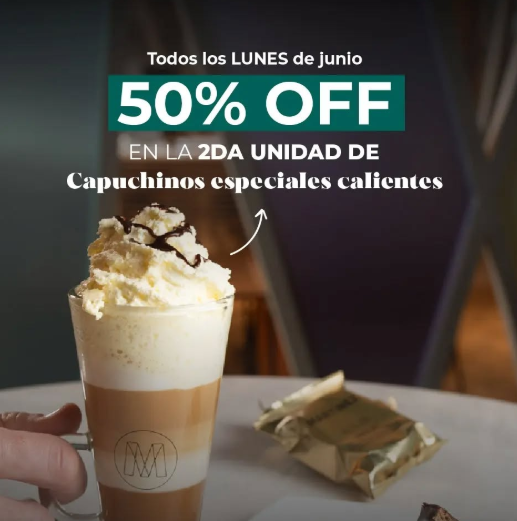 Todos los LUNES de junio
50% OFF
EN LA 2DA UNIDAD DE
Capuchinos especiales calientes
M